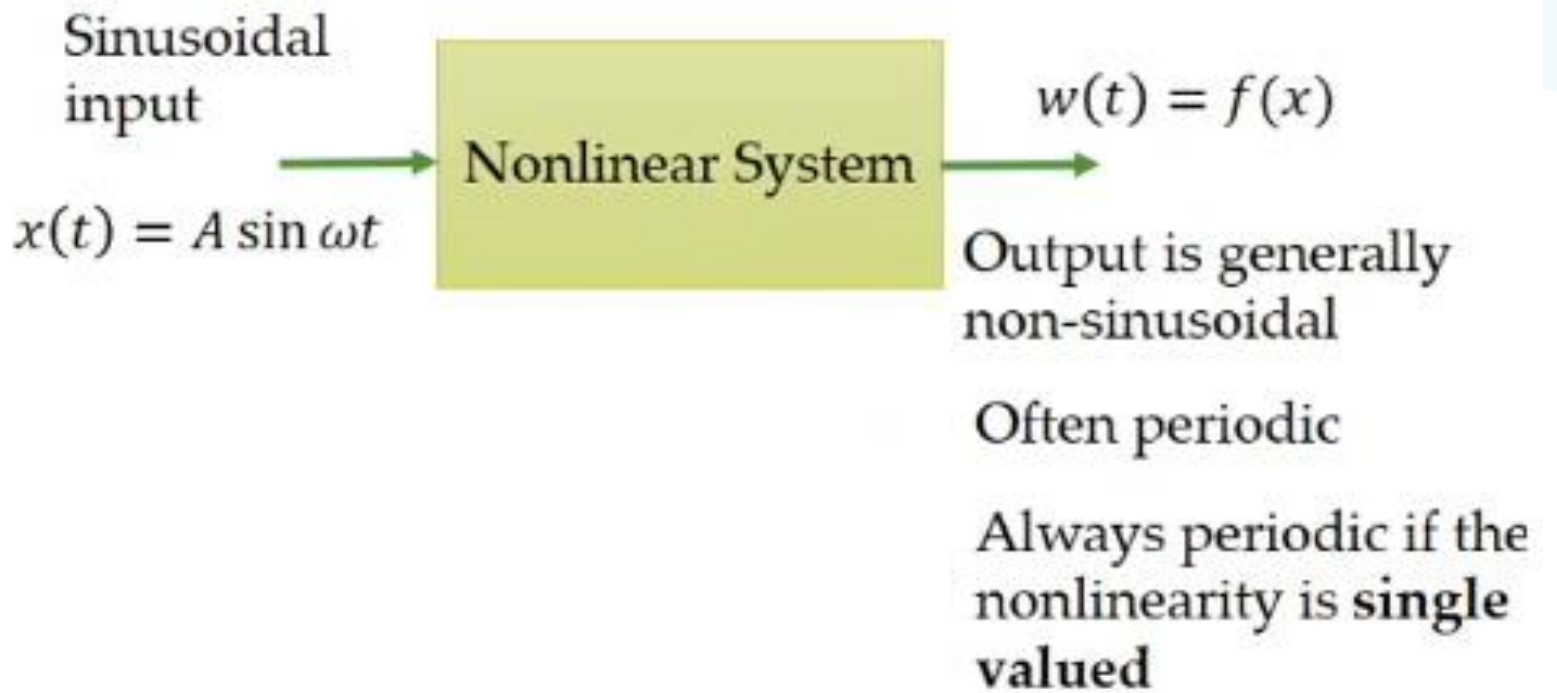 Sinusoidal
input
x(t) = A sin ωt
Nonlinear System
w(t) = f(x)
Output is generally
non-sinusoidal
Often periodic
Always periodic if the
nonlinearity is single
valued